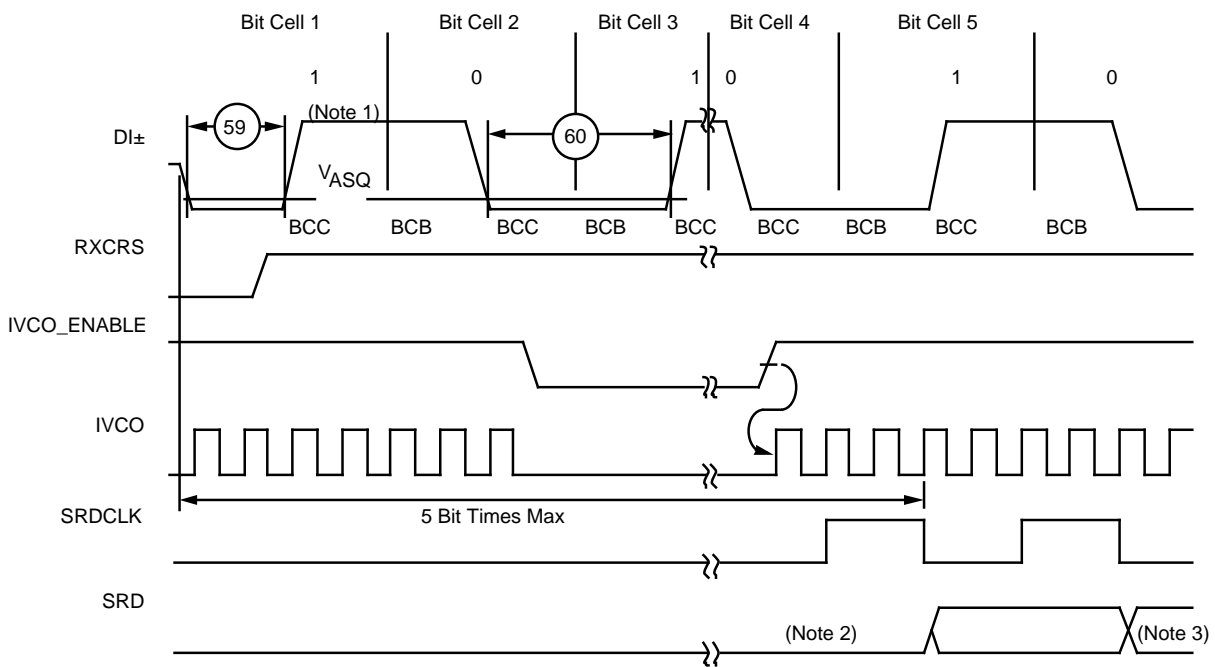 Bit Cell 1 Bit Cell 2 Bit Cell 3 Bit Cell 4 Bit Cell 5
1 0 1 0 1 0
(Note 1)
59
60
DI±
VASQ
BCC BCB BCC BCB BCC BCC BCB BCC BCB
RXCRS
IVCO_ENABLE
IVCO
5 Bit Times Max
SRDCLK
SRD
(Note 2) (Note 3)